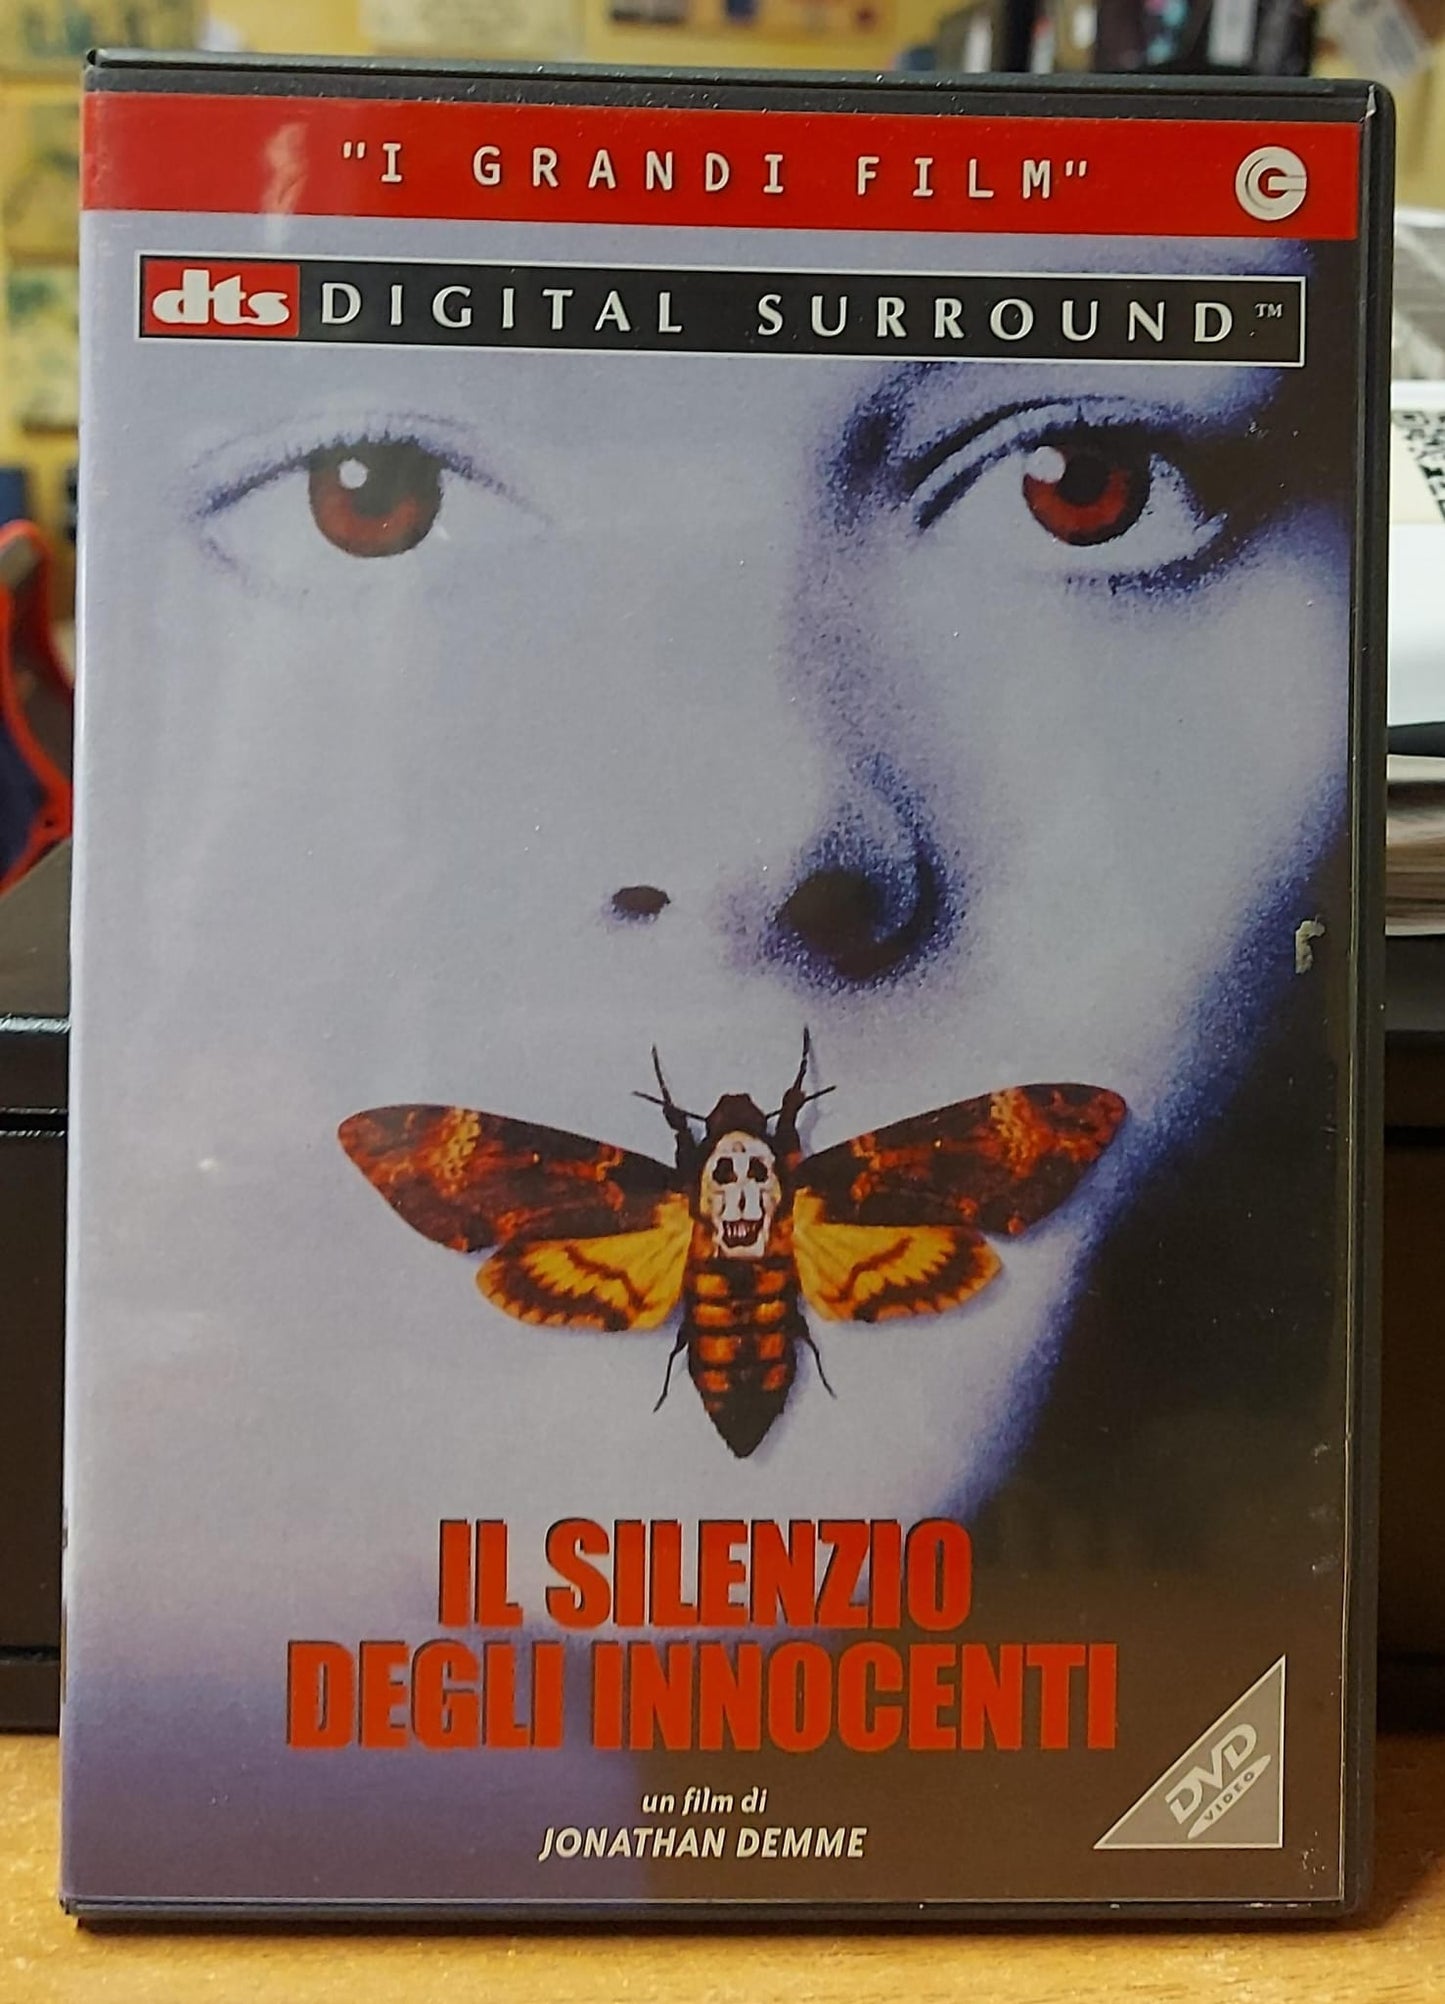 "I GRANDI FILM"
dts DIGITAL SURROUND™
IL SILENZIO
DEGLI INNOCENTI
un film di
JONATHAN DEMME
DVD
VIDEO